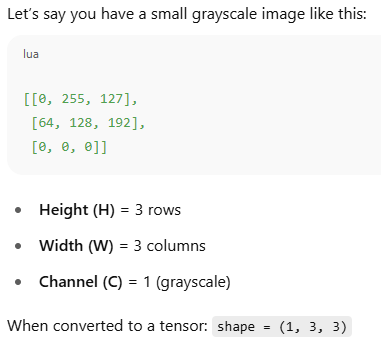 Let's say you have a small grayscale image like this:
lua
[[0, 255, 127],
 [64, 128, 192],
 [0, 0, 0]]
• Height (H) = 3 rows
• Width (W) = 3 columns
• Channel (C) = 1 (grayscale)
When converted to a tensor: shape = (1, 3, 3)